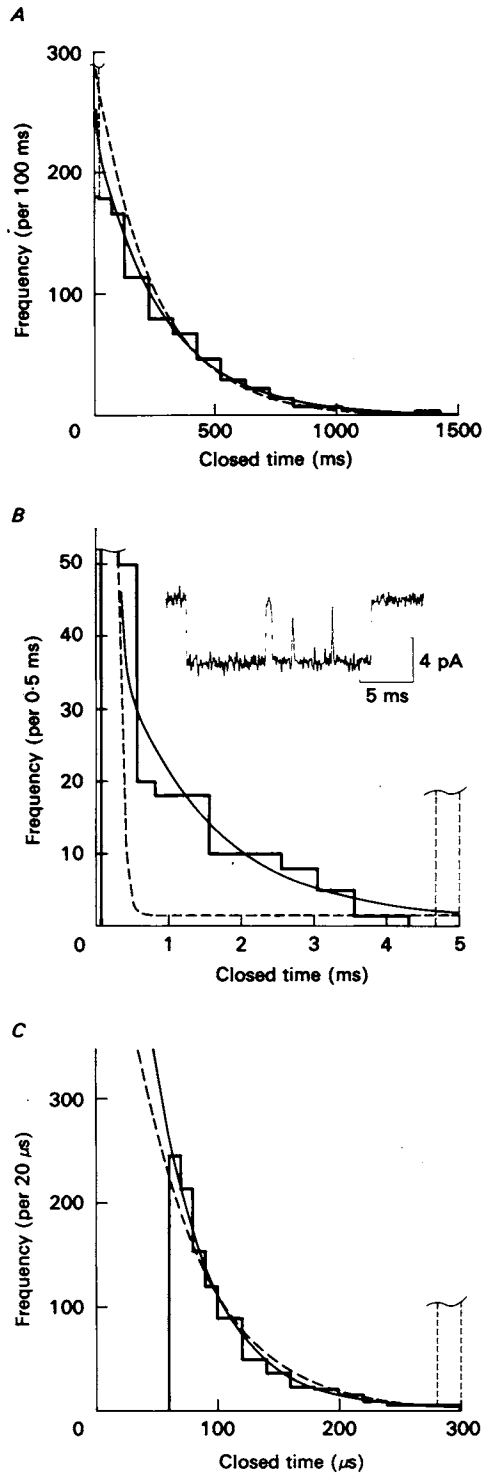 A
300
200
100
0
500
1000
1500
Frequency (per 100 ms)
Closed time (ms)
B
50
40
30
20
10
0
1
2
3
4
5
Frequency (per 0·5 ms)
4 pA
5 ms
Closed time (ms)
C
300
200
100
0
100
200
300
Frequency (per 20 μs)
Closed time (μs)